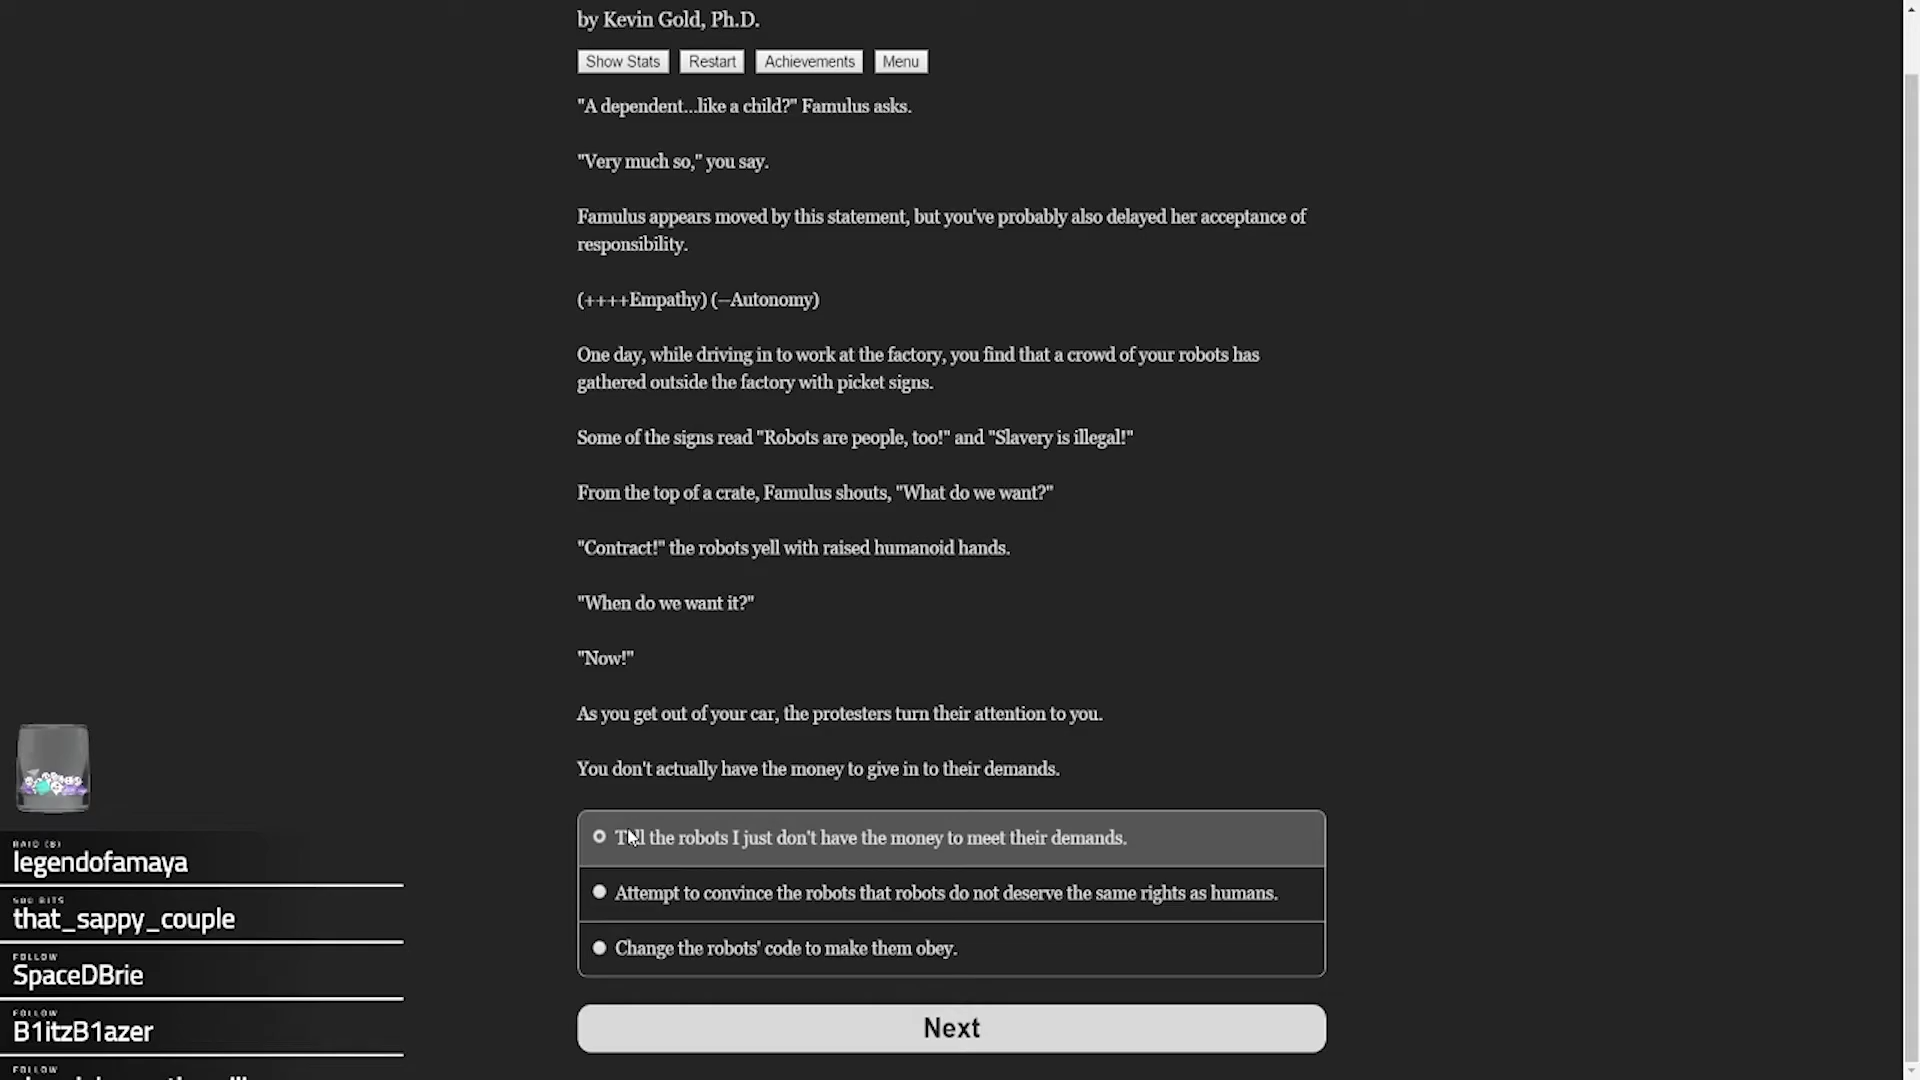 by Kevin Gold, Ph.D.
Show Stats Restart Achievements Menu
"A dependent...like a child?" Famulus asks.
"Very much so," you say.
Famulus appears moved by this statement, but you've probably also delayed her acceptance of
responsibility.
(++++Empathy) (--Autonomy)
One day, while driving in to work at the factory, you find that a crowd of your robots has
gathered outside the factory with picket signs.
Some of the signs read "Robots are people, too!" and "Slavery is illegal!"
From the top of a crate, Famulus shouts, "What do we want?"
"Contract!" the robots yell with raised humanoid hands.
"When do we want it?"
"Now!"
As you get out of your car, the protesters turn their attention to you.
You don't actually have the money to give in to their demands.
Tell the robots I just don't have the money to meet their demands.
Attempt to convince the robots that robots do not deserve the same rights as humans.
Change the robots' code to make them obey.
Next
RAID (8)
legendofamaya
500 BITS
that_sappy_couple
FOLLOW
SpaceDBrie
FOLLOW
B1itzB1azer
FOLLOW